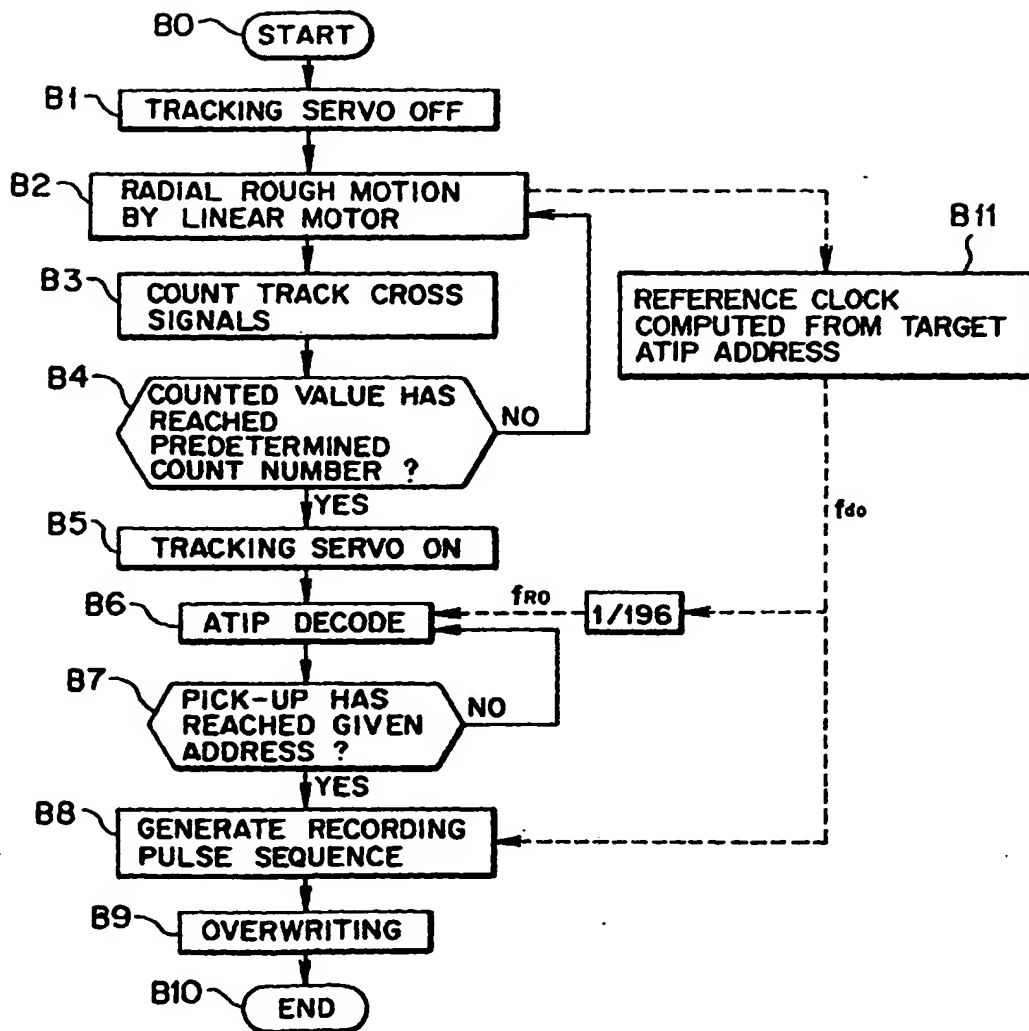 B0
START
B1
TRACKING SERVO OFF
B2
RADIAL ROUGH MOTION
BY LINEAR MOTOR
B11
REFERENCE CLOCK
COMPUTED FROM TARGET
ATIP ADDRESS
B3
COUNT TRACK CROSS
SIGNALS
B4
COUNTED VALUE HAS
REACHED
PREDETERMINED
COUNT NUMBER ?
NO
YES
fdo
B5
TRACKING SERVO ON
B6
ATIP DECODE
fRO
1/196
B7
PICK-UP HAS
REACHED GIVEN
ADDRESS ?
NO
YES
B8
GENERATE RECORDING
PULSE SEQUENCE
B9
OVERWRITING
B10
END